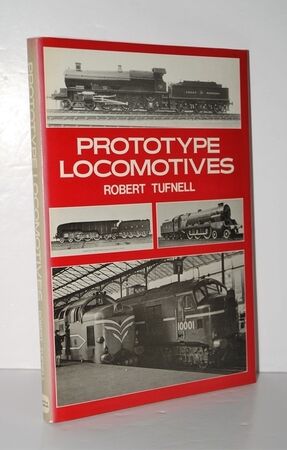 PROTOTYPE
LOCOMOTIVES
ROBERT TUFNELL
10001
PROTOTYPE LOCOMOTIVES